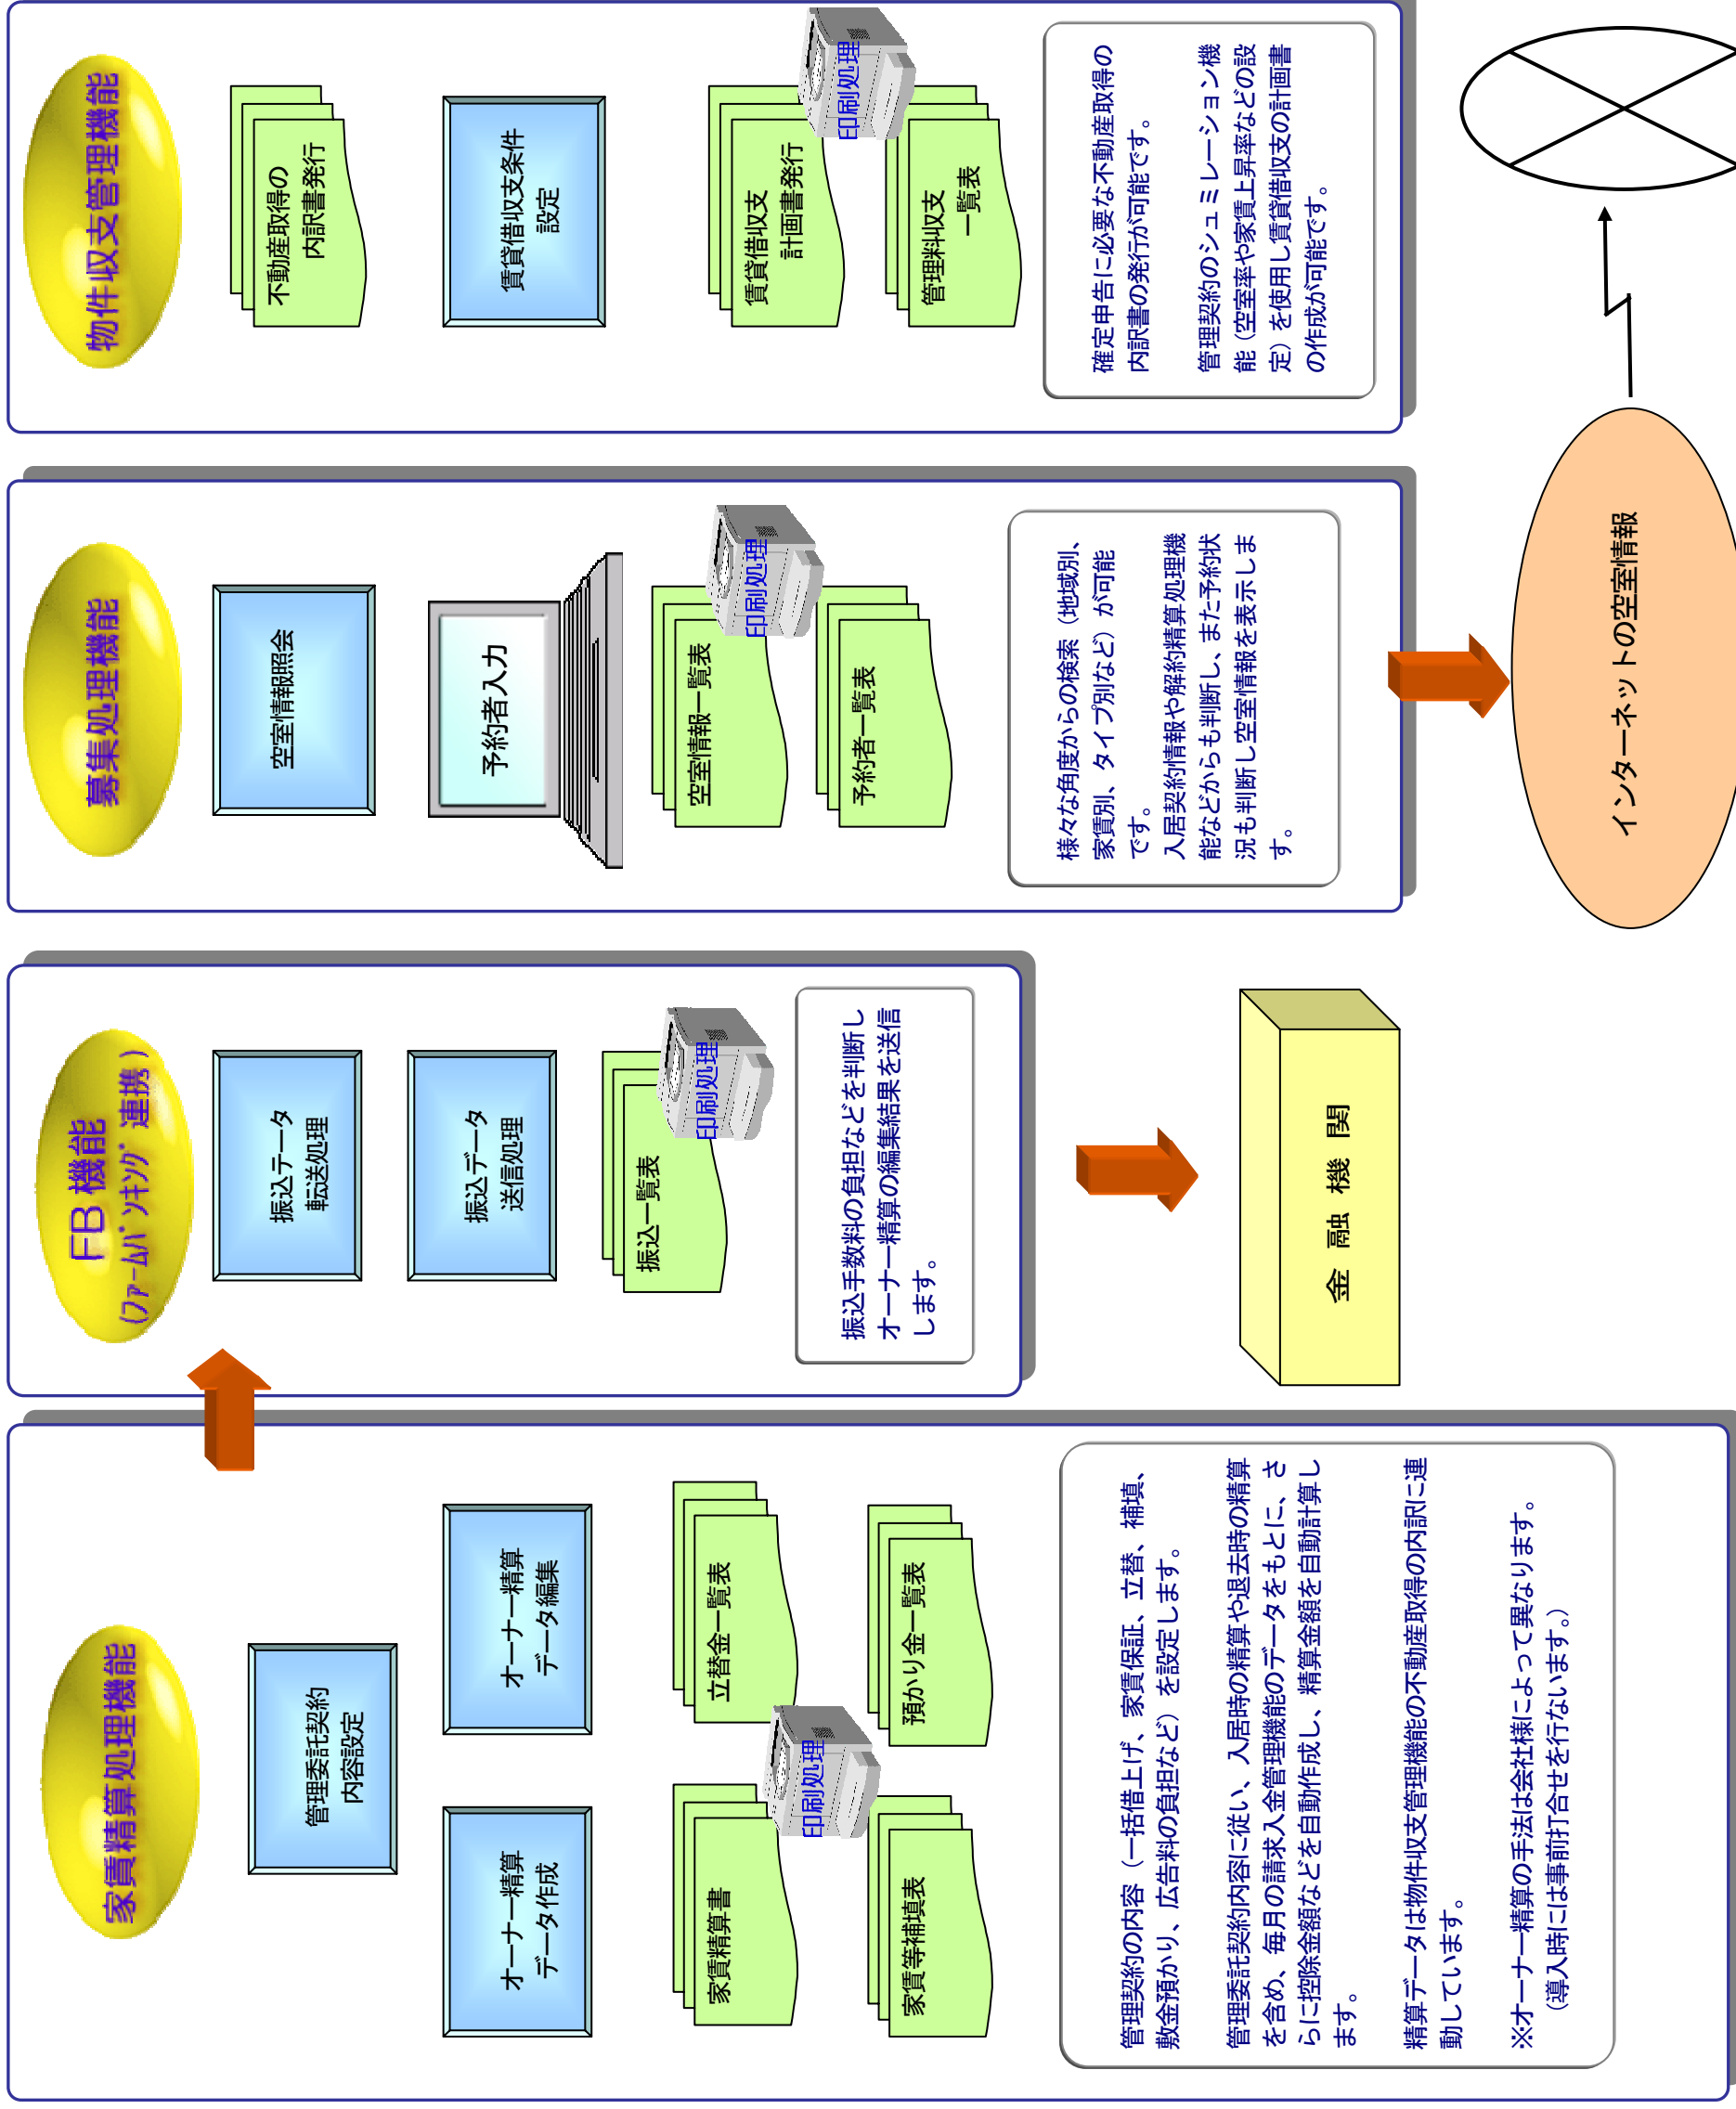 家賃精算処理機能
管理委託契約
内容設定
オーナー精算
データ作成
オーナー精算
データ編集
家賃精算書
立替金一覧表
印刷処理
家賃等補填表
預かり金一覧表
管理契約の内容（一括借上げ、家賃保証、立替、補填、
敷金預かり、広告料の負担など）を設定します。
管理委託契約内容に従い、入居時の精算や退去時の精算
を含め、毎月の請求入金管理機能のデータをもとに、さ
らに控除金額などを自動作成し、精算金額を自動計算し
ます。
精算データは物件収支管理機能の不動産取得の内訳に連
動しています。
※オーナー精算の手法は会社様によって異なります。
（導入時には事前打合せを行ないます。）
FB機能
(ﾌｧｰﾑﾊﾞﾝｷﾝｸﾞ連携)
振込データ
転送処理
振込データ
送信処理
振込一覧表
印刷処理
振込手数料の負担などを判断し
オーナー精算の編集結果を送信
します。
金融機関
募集処理機能
空室情報照会
予約者入力
空室情報一覧表
印刷処理
予約者一覧表
様々な角度からの検索（地域別、
家賃別、タイプ別など）が可能
です。
入居契約情報や解約精算処理機
能などからも判断し、また予約状
況も判断し空室情報を表示しま
す。
インターネットの空室情報
物件収支管理機能
不動産取得の
内訳書発行
賃貸借収支条件
設定
賃貸借収支
計画書発行
印刷処理
管理料収支
一覧表
確定申告に必要な不動産取得の
内訳書の発行が可能です。
管理契約のシュミレーション機
能（空室率や家賃上昇率などの設
定）を使用し賃貸借収支の計画書
の作成が可能です。